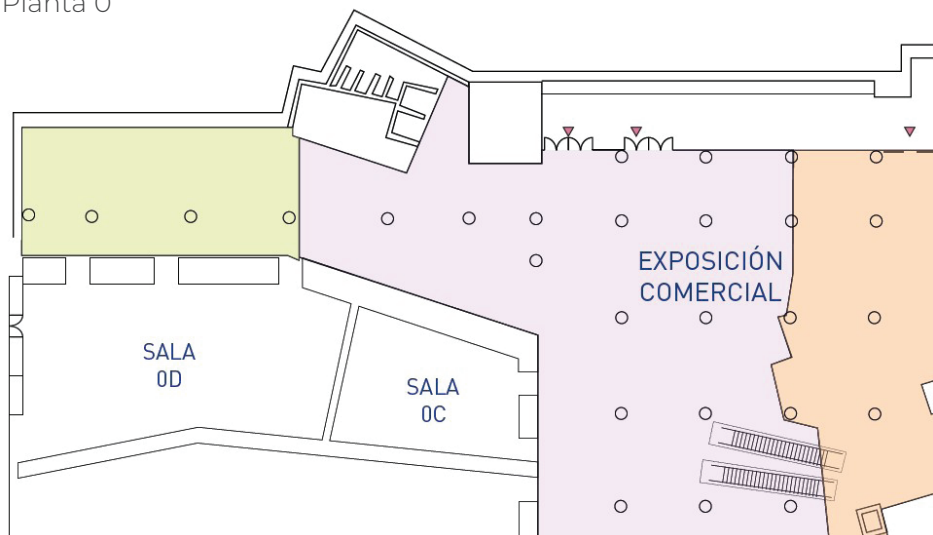 Planta 0
EXPOSICIÓN
COMERCIAL
SALA
0D
SALA
0C